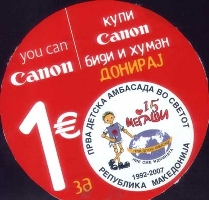 you can
Canon
КУПИ
Canon
БИДИ И ХУМАН
ДОНИРАЈ
1€
за
ПРВА ДЕТСКА АМБАСАДА ВО СВЕТОТ
15
МЕГАШИ
1992-2007
РЕПУБЛИКА МАКЕДОНИЈА